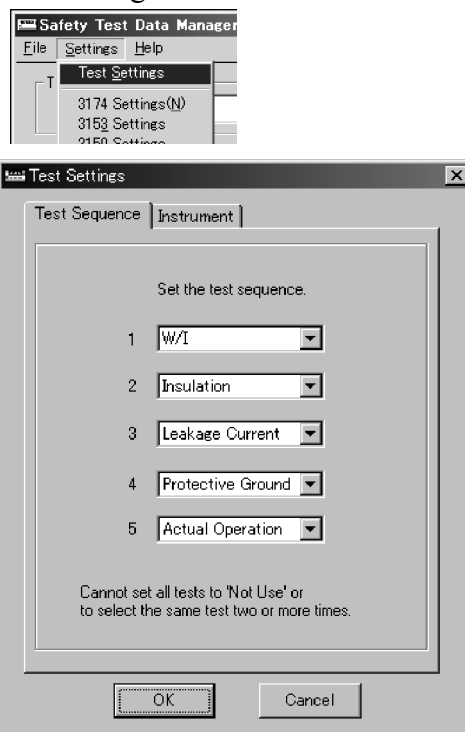 Safety Test Data Manager
File Settings Help
Test Settings
T
3174 Settings(N)
3153 Settings
3159 Settings
Test Settings
Test Sequence Instrument
Set the test sequence.
1 W/I
2 Insulation
3 Leakage Current
4 Protective Ground
5 Actual Operation
Cannot set all tests to 'Not Use' or
to select the same test two or more times.
OK Cancel